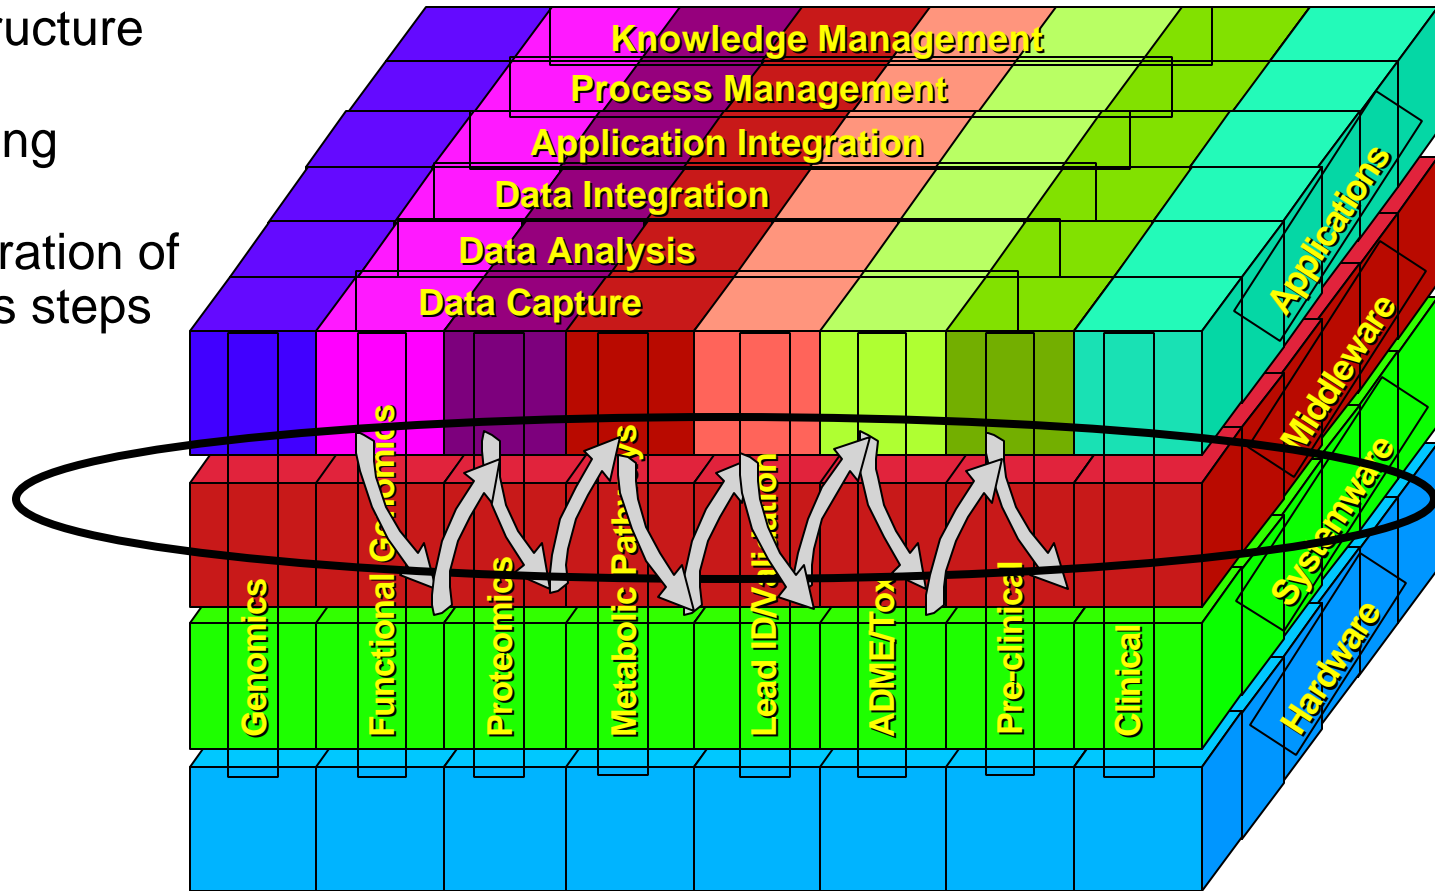 ructure
ing
ration of
s steps
Knowledge Management
Process Management
Application Integration
Data Integration
Data Analysis
Data Capture
Applications
Middleware
Systemware
Hardware
Genomics
Functional Genomics
Proteomics
Metabolic Pathways
Lead ID/Validation
ADME/Tox
Pre-clinical
Clinical